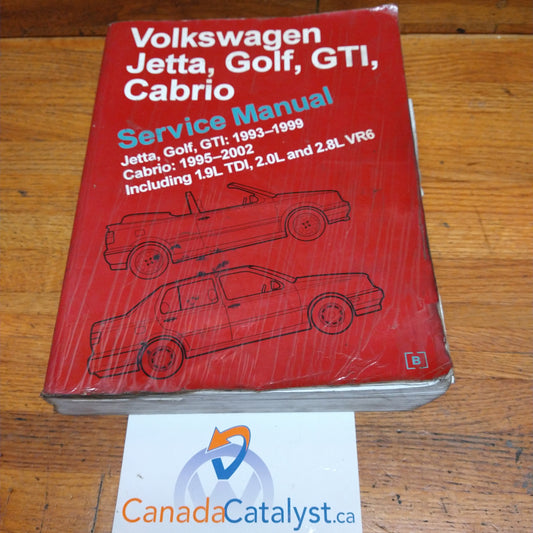 Volkswagen
Jetta, Golf, GTI,
Cabrio
Service Manual
Jetta, Golf, GTI: 1993–1999
Cabrio: 1995–2002
Including 1.9L TDI, 2.0L and 2.8L VR6
B
CanadaCatalyst.ca